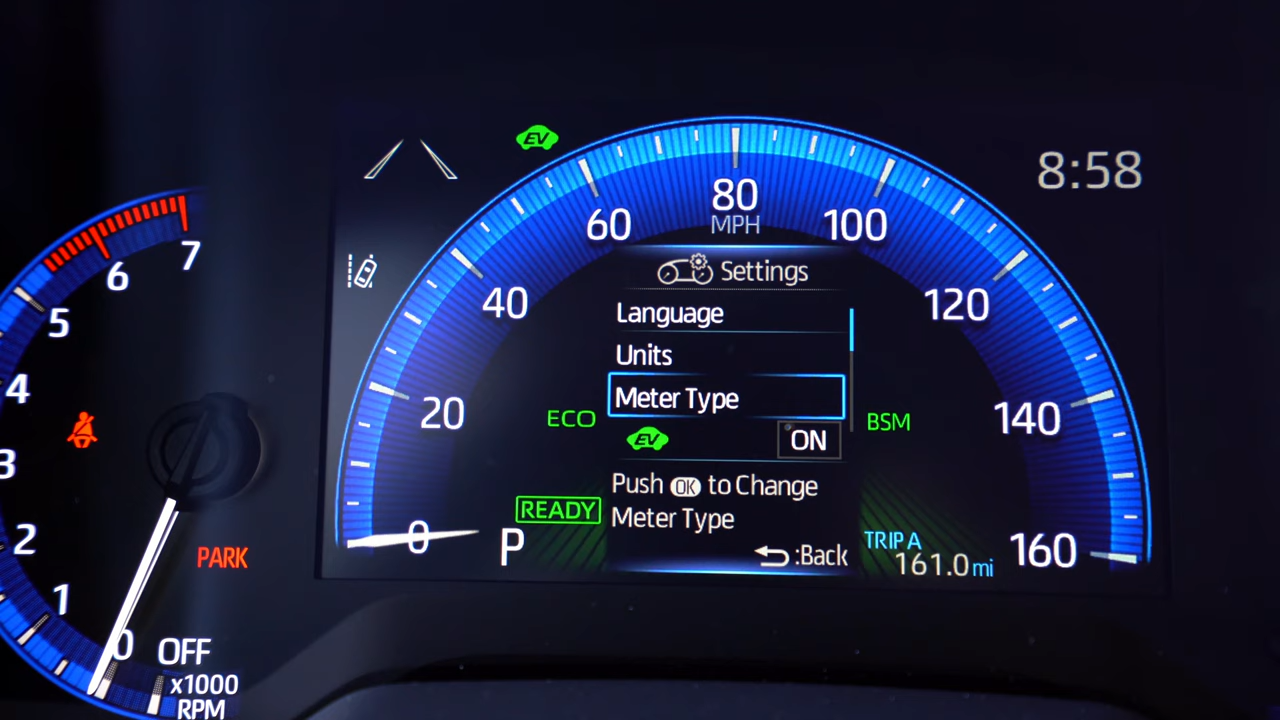 EV
8:58
7
6
5
4
3
2
1
0
OFF
x1000
RPM
PARK
0
20
40
60
80
MPH
100
120
140
160
Settings
Language
Units
Meter Type
EV ON
Push OK to Change
Meter Type
:Back
ECO
BSM
READY
P
TRIP A
161.0 mi